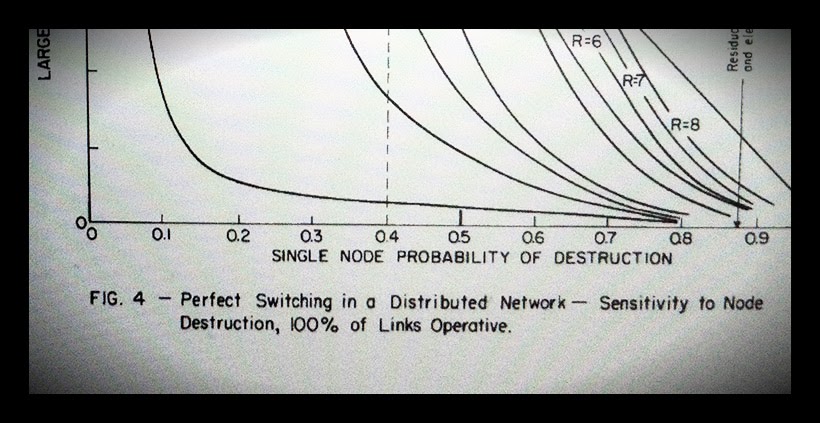 LARGE
Residu
and ele
R=6
R=7
R=8
0
0 0.1 0.2 0.3 0.4 0.5 0.6 0.7 0.8 0.9
SINGLE NODE PROBABILITY OF DESTRUCTION
FIG. 4 — Perfect Switching in a Distributed Network — Sensitivity to Node
Destruction, 100% of Links Operative.